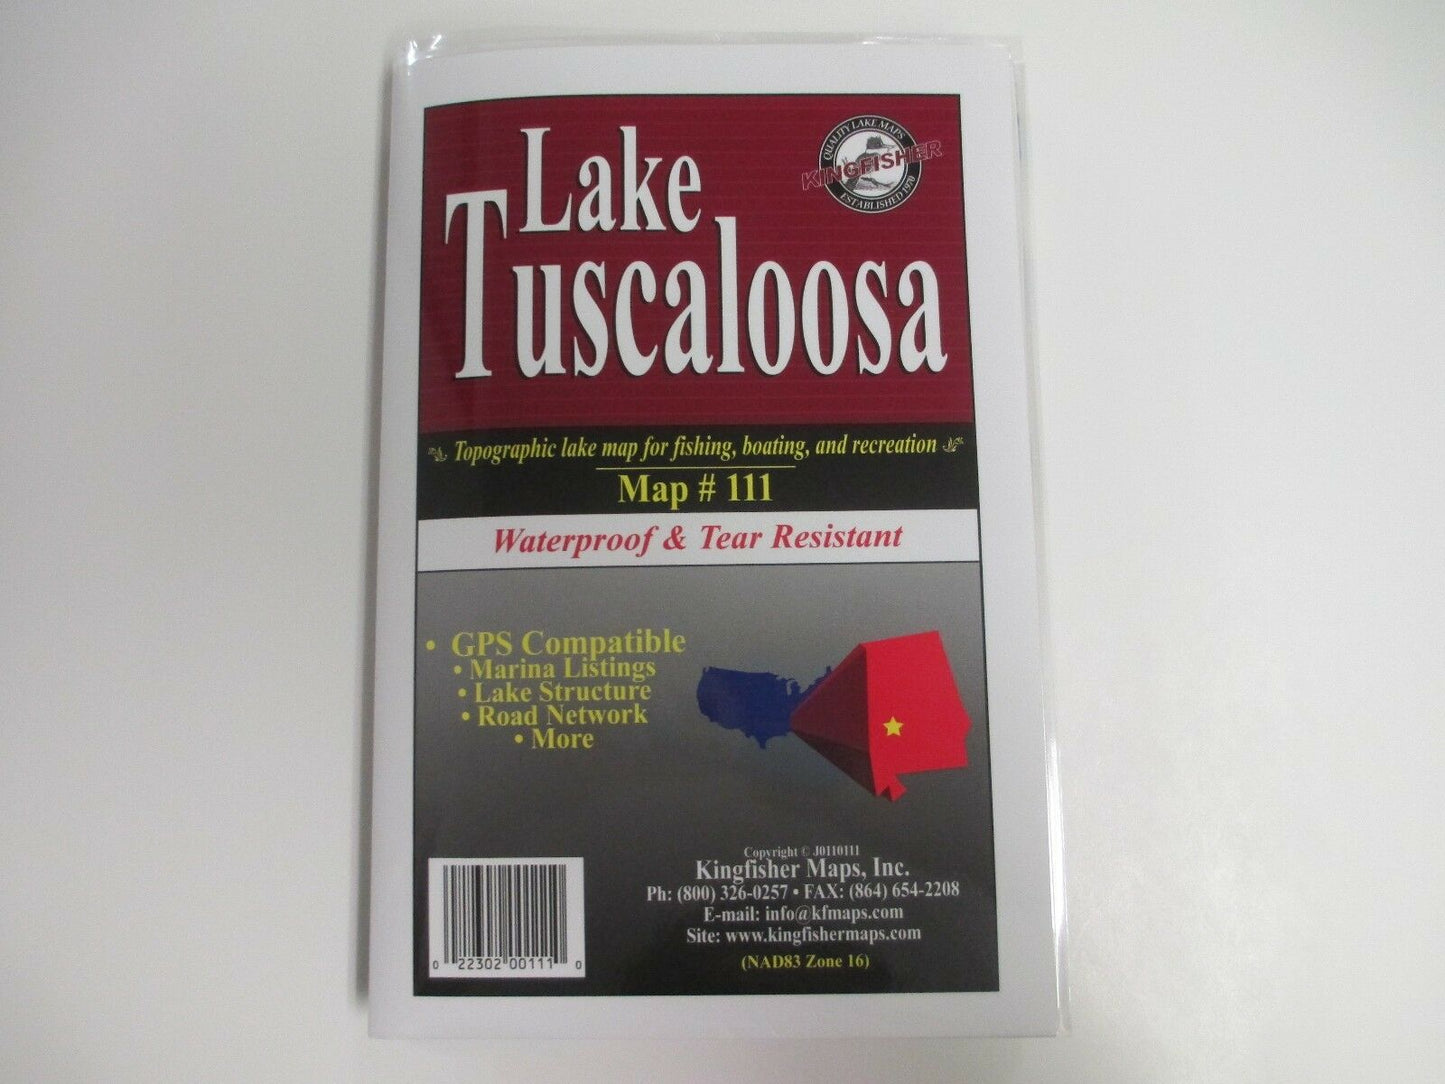 Lake
Tuscaloosa
QUALITY LAKE MAPS
KINGFISHER
ESTABLISHED 1970
Topographic lake map for fishing, boating, and recreation
Map # 111
Waterproof & Tear Resistant
• GPS Compatible
• Marina Listings
• Lake Structure
• Road Network
• More
Copyright © J0110111
Kingfisher Maps, Inc.
Ph: (800) 326-0257 • FAX: (864) 654-2208
E-mail: info@kfmaps.com
Site: www.kingfishermaps.com
(NAD83 Zone 16)
0 22302 00111 0